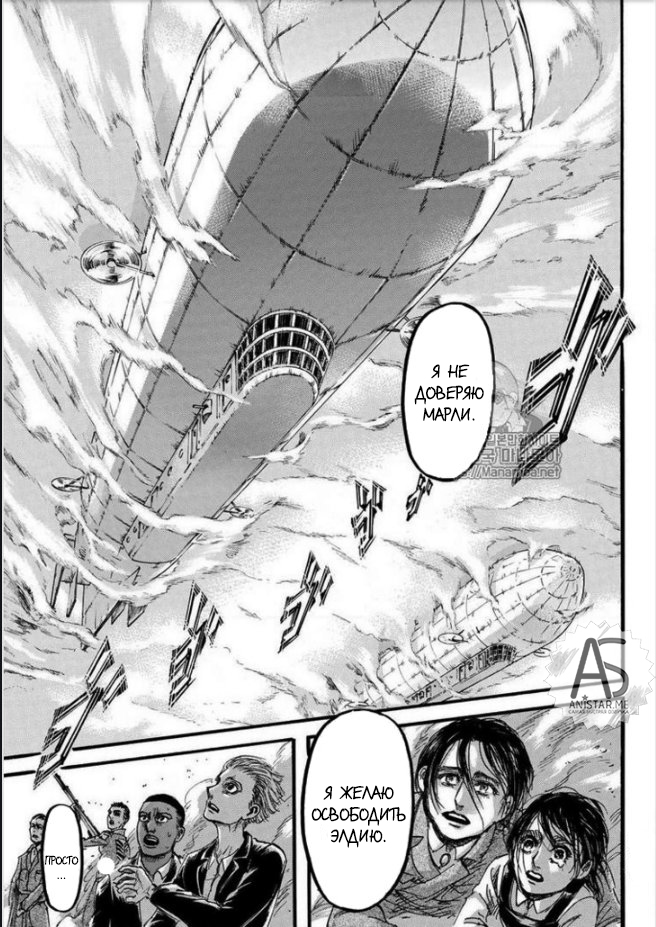 Я НЕ
ДОВЕРЯЮ
МАРЛИ.
://Manamoa.net
AS
ANISTAR.ME
Я ЖЕЛАЮ
ОСВОБОДИТЬ
ЭЛДИЮ.
ПРОСТО
...